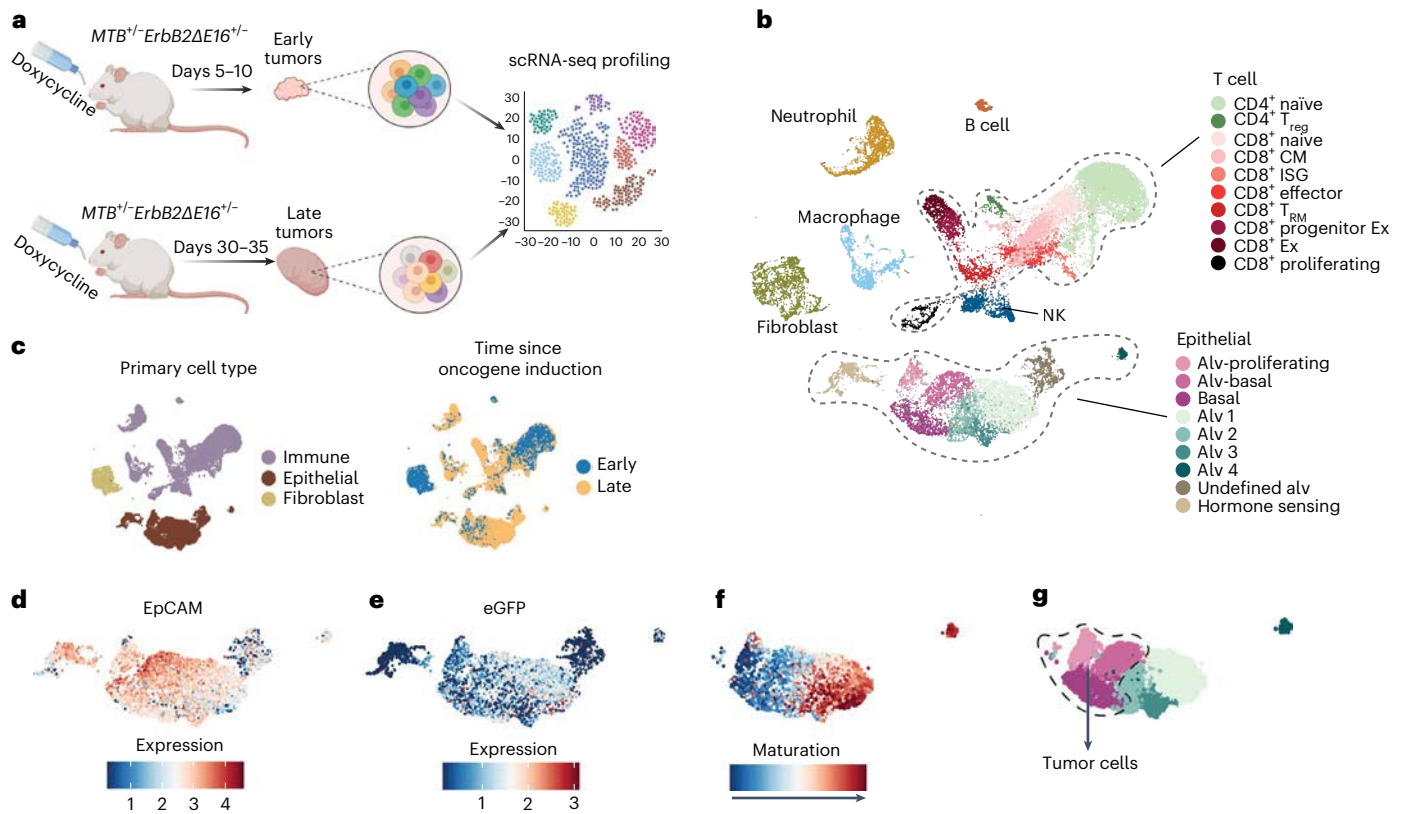 a
MTB+/–ErbB2ΔE16+/–
Doxycycline
Days 5–10
Early
tumors
scRNA-seq profiling
30
20
10
0
–10
–20
–30
–30 –20 –10 0 10 20 30
MTB+/–ErbB2ΔE16+/–
Doxycycline
Days 30–35
Late
tumors
b
Neutrophil
B cell
Macrophage
Fibroblast
NK
T cell
CD4+ naïve
CD4+ Treg
CD8+ naive
CD8+ CM
CD8+ ISG
CD8+ effector
CD8+ TRM
CD8+ progenitor Ex
CD8+ Ex
CD8+ proliferating
Epithelial
Alv-proliferating
Alv-basal
Basal
Alv 1
Alv 2
Alv 3
Alv 4
Undefined alv
Hormone sensing
c
Primary cell type
Immune
Epithelial
Fibroblast
Time since
oncogene induction
Early
Late
d
EpCAM
Expression
1 2 3 4
e
eGFP
Expression
1 2 3
f
Maturation
g
Tumor cells